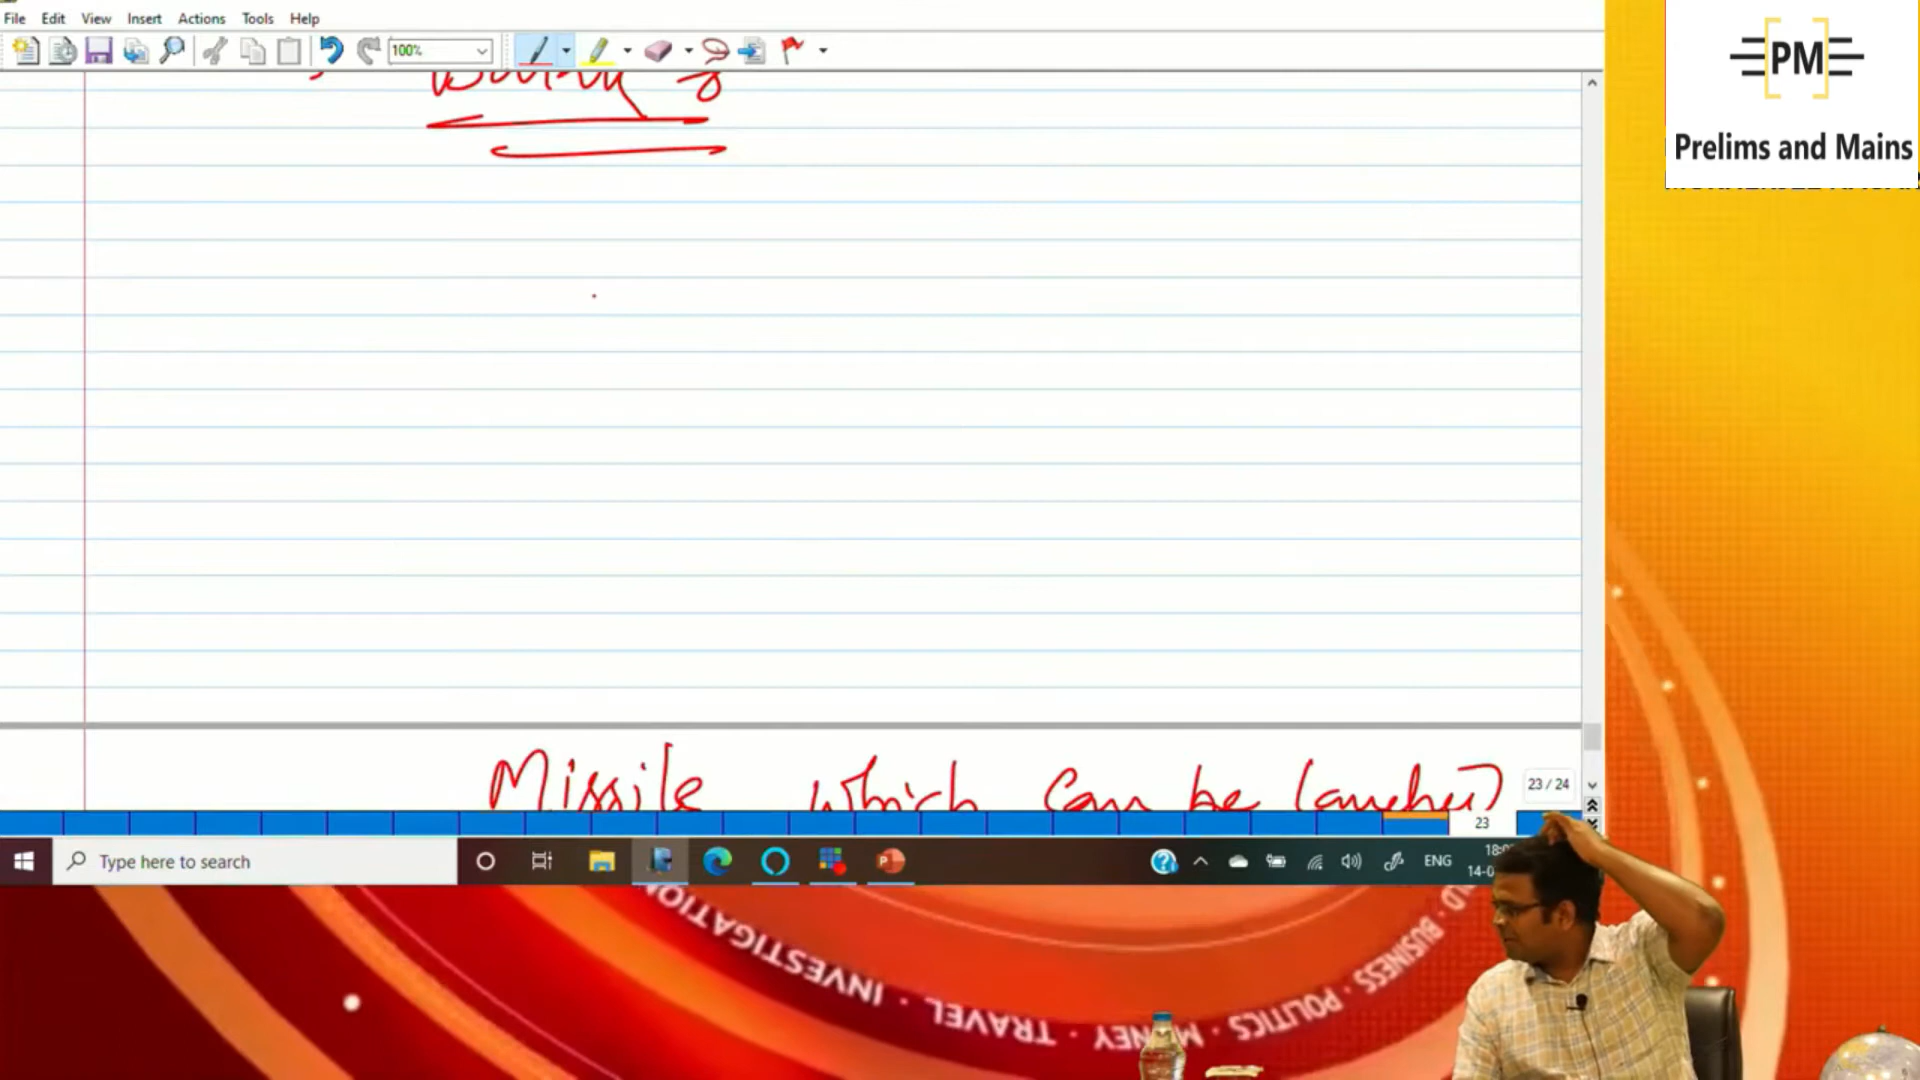 File Edit View Insert Actions Tools Help
100%
PM
Prelims and Mains
Missile which can be launched
23 / 24
23
Type here to search
ENG
INVESTIGATION · TRAVEL · MONEY · POLITICS · BUSINESS ·